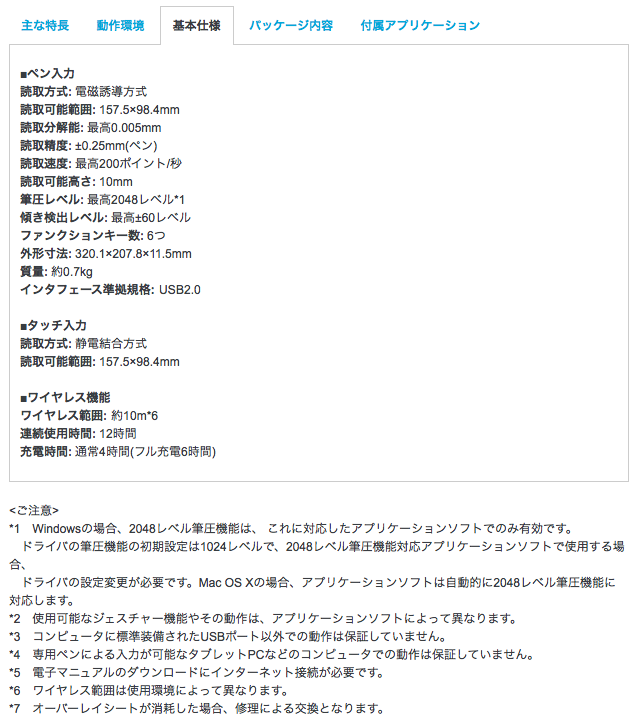 主な特長 動作環境 基本仕様 パッケージ内容 付属アプリケーション
■ペン入力
読取方式: 電磁誘導方式
読取可能範囲: 157.5×98.4mm
読取分解能: 最高0.005mm
読取精度: ±0.25mm(ペン)
読取速度: 最高200ポイント/秒
読取可能高さ: 10mm
筆圧レベル: 最高2048レベル*1
傾き検出レベル: 最高±60レベル
ファンクションキー数: 6つ
外形寸法: 320.1×207.8×11.5mm
質量: 約0.7kg
インタフェース準拠規格: USB2.0
■タッチ入力
読取方式: 静電結合方式
読取可能範囲: 157.5×98.4mm
■ワイヤレス機能
ワイヤレス範囲: 約10m*6
連続使用時間: 12時間
充電時間: 通常4時間(フル充電6時間)
<ご注意>
*1　Windowsの場合、2048レベル筆圧機能は、 これに対応したアプリケーションソフトでのみ有効です。
ドライバの筆圧機能の初期設定は1024レベルで、2048レベル筆圧機能対応アプリケーションソフトで使用する場
合、
ドライバの設定変更が必要です。Mac OS Xの場合、アプリケーションソフトは自動的に2048レベル筆圧機能に
対応します。
*2　使用可能なジェスチャー機能やその動作は、アプリケーションソフトによって異なります。
*3　コンピュータに標準装備されたUSBポート以外での動作は保証していません。
*4　専用ペンによる入力が可能なタブレットPCなどのコンピュータでの動作は保証していません。
*5　電子マニュアルのダウンロードにインターネット接続が必要です。
*6　ワイヤレス範囲は使用環境によって異なります。
*7　オーバーレイシートが消耗した場合、修理による交換となります。